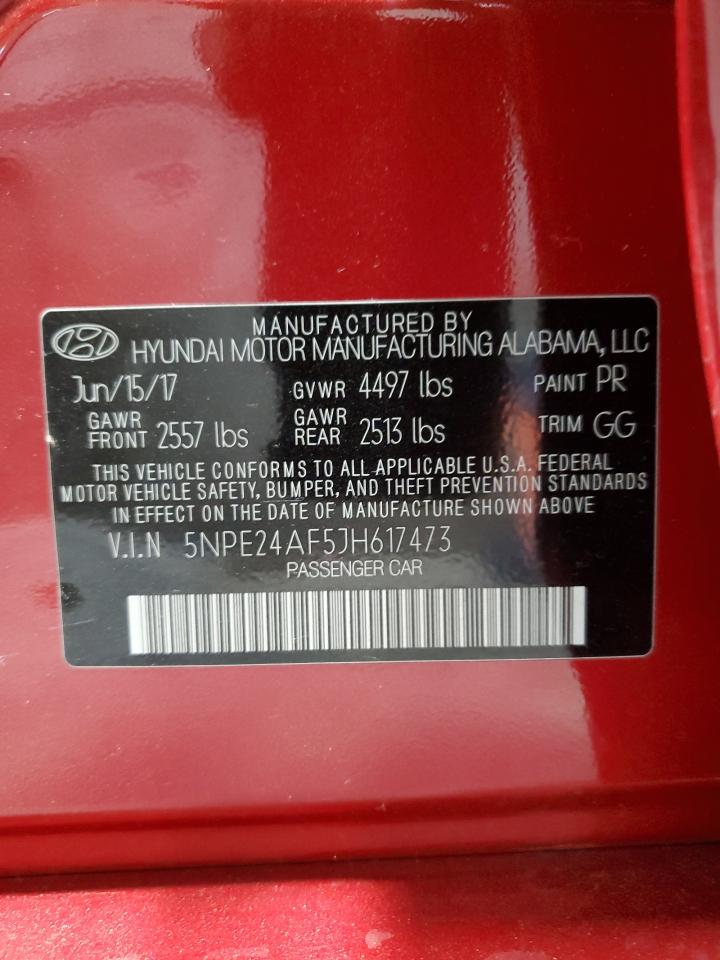 MANUFACTURED BY
HYUNDAI MOTOR MANUFACTURING ALABAMA, LLC
Jun/15/17 GVWR 4497 lbs PAINT PR
GAWR FRONT 2557 lbs GAWR REAR 2513 lbs TRIM GG
THIS VEHICLE CONFORMS TO ALL APPLICABLE U.S.A. FEDERAL
MOTOR VEHICLE SAFETY, BUMPER, AND THEFT PREVENTION STANDARDS
IN EFFECT ON THE DATE OF MANUFACTURE SHOWN ABOVE
V.I.N 5NPE24AF5JH617473
PASSENGER CAR